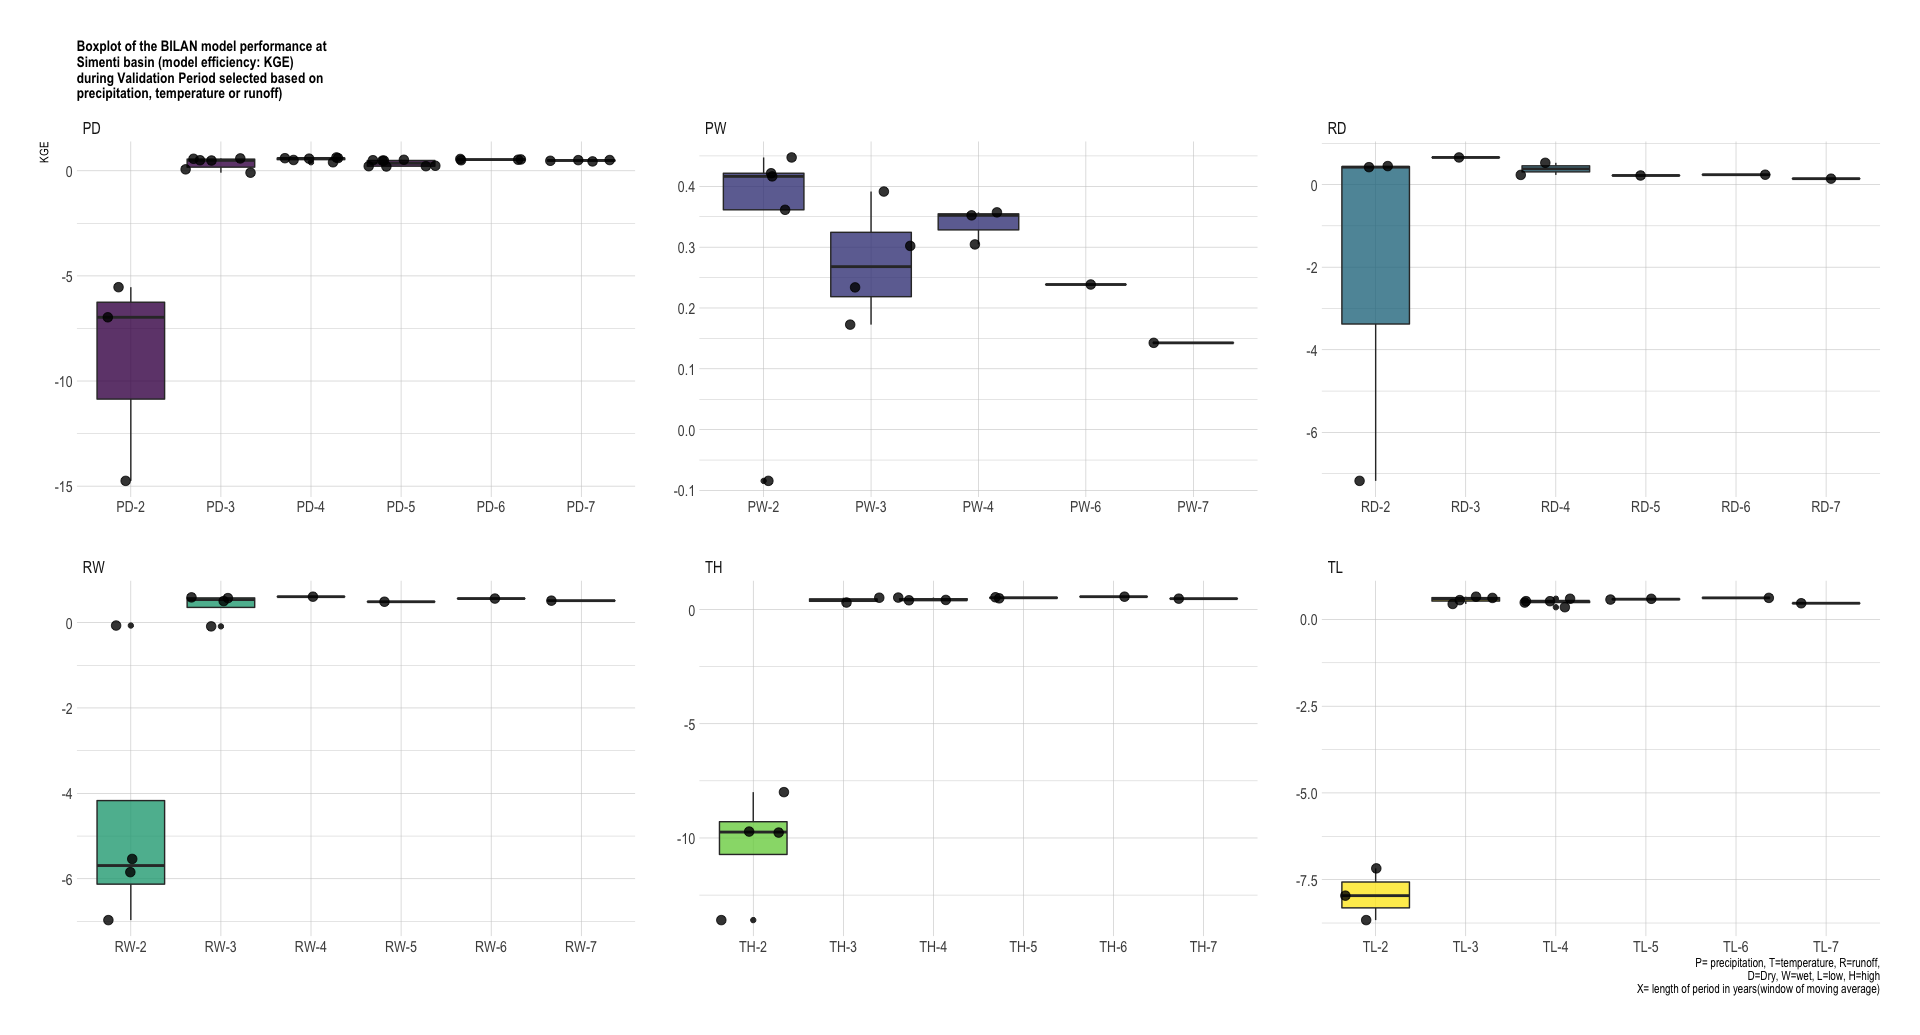 Boxplot of the BILAN model performance at
Simenti basin (model efficiency: KGE)
during Validation Period selected based on
precipitation, temperature or runoff)
PD
KGE
0
-5
-10
-15
PD-2 PD-3 PD-4 PD-5 PD-6 PD-7
PW
0.4
0.3
0.2
0.1
0.0
-0.1
PW-2 PW-3 PW-4 PW-6 PW-7
RD
0
-2
-4
-6
RD-2 RD-3 RD-4 RD-5 RD-6 RD-7
RW
0
-2
-4
-6
RW-2 RW-3 RW-4 RW-5 RW-6 RW-7
TH
0
-5
-10
TH-2 TH-3 TH-4 TH-5 TH-6 TH-7
TL
0.0
-2.5
-5.0
-7.5
TL-2 TL-3 TL-4 TL-5 TL-6 TL-7
P= precipitation, T=temperature, R=runoff,
D=Dry, W=wet, L=low, H=high
X= length of period in years(window of moving average)